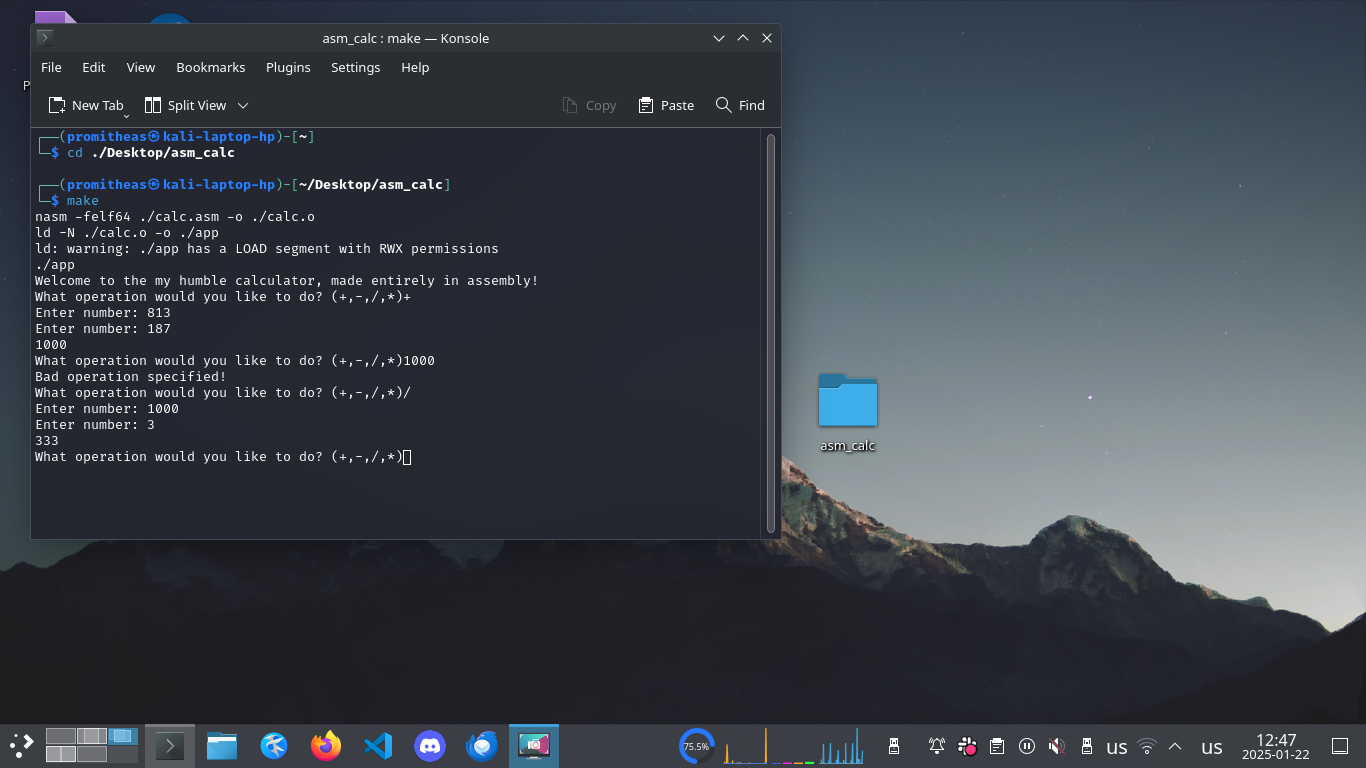 asm_calc : make — Konsole
File Edit View Bookmarks Plugins Settings Help
P
New Tab Split View Copy Paste Find
┌──(promitheas㉿kali-laptop-hp)-[~]
└─$ cd ./Desktop/asm_calc
┌──(promitheas㉿kali-laptop-hp)-[~/Desktop/asm_calc]
└─$ make
nasm -felf64 ./calc.asm -o ./calc.o
ld -N ./calc.o -o ./app
ld: warning: ./app has a LOAD segment with RWX permissions
./app
Welcome to the my humble calculator, made entirely in assembly!
What operation would you like to do? (+,-,/,*)+
Enter number: 813
Enter number: 187
1000
What operation would you like to do? (+,-,/,*)1000
Bad operation specified!
What operation would you like to do? (+,-,/,*)/
Enter number: 1000
Enter number: 3
333
What operation would you like to do? (+,-,/,*)
asm_calc
75.5% us us 12:47
2025-01-22